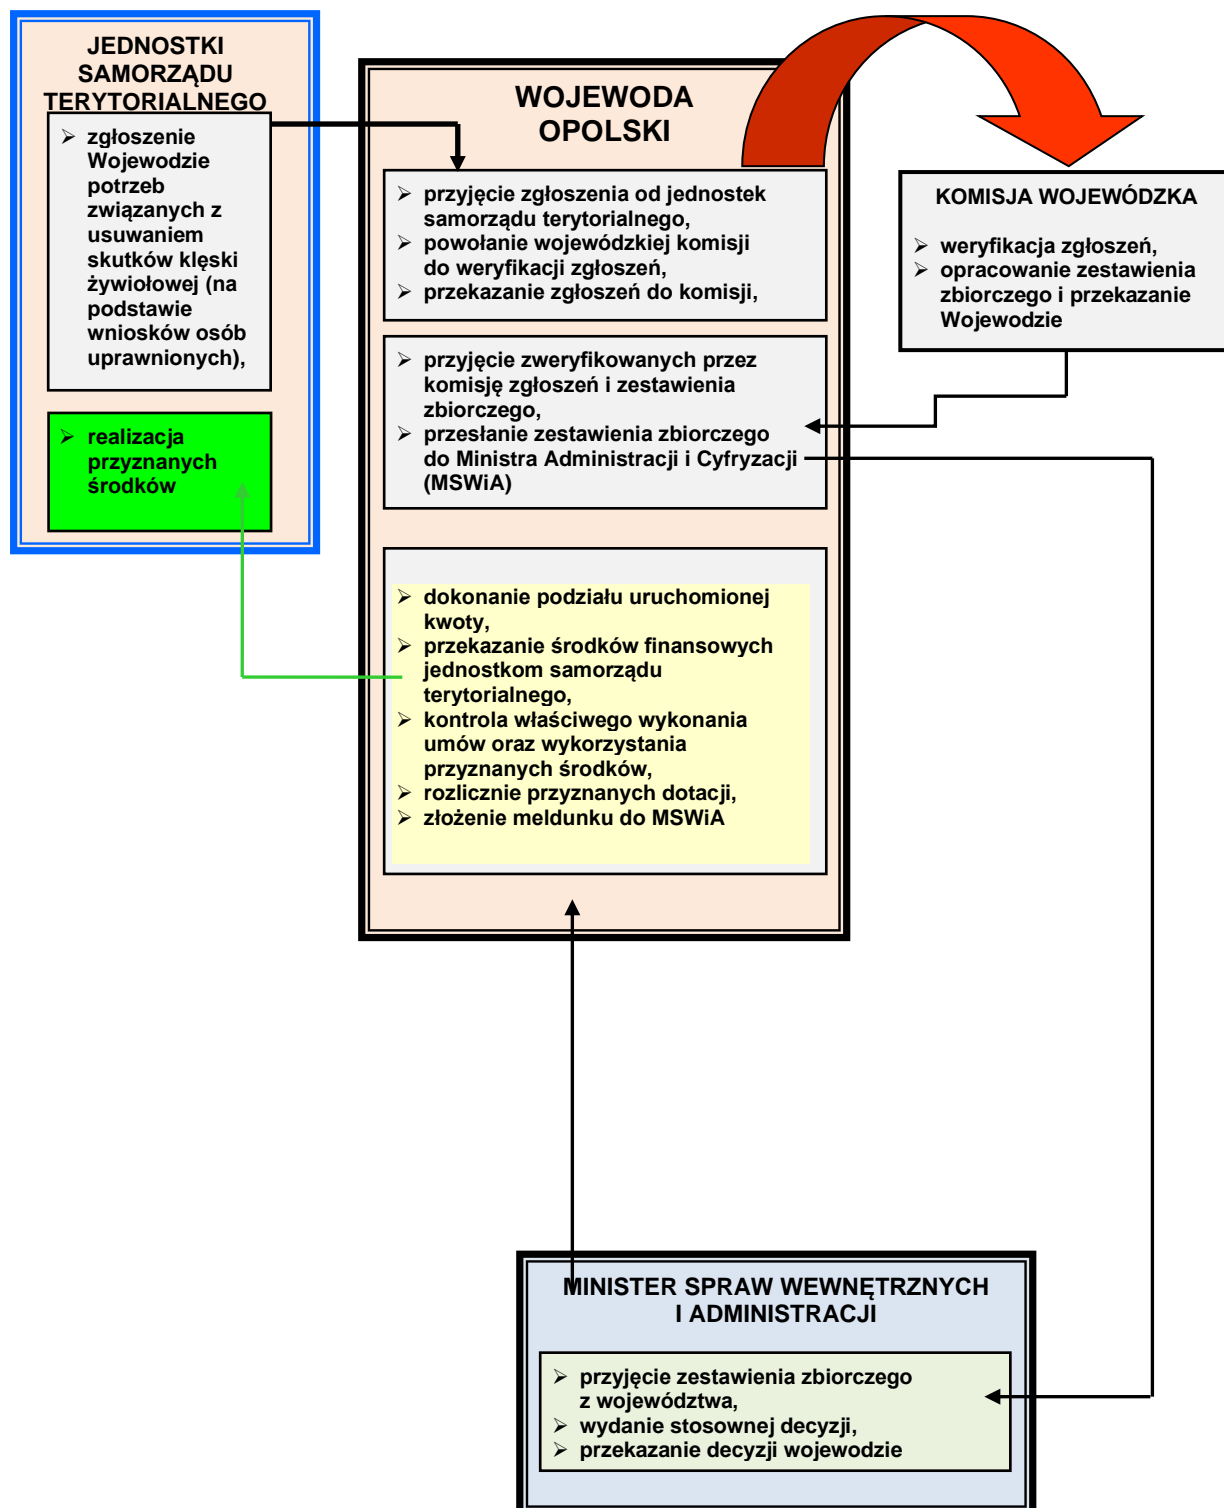 JEDNOSTKI
SAMORZĄDU
TERYTORIALNEGO
➢ zgłoszenie
Wojewodzie
potrzeb
związanych z
usuwaniem
skutków klęski
żywiołowej (na
podstawie
wniosków osób
uprawnionych),
➢ realizacja
przyznanych
środków
WOJEWODA
OPOLSKI
➢ przyjęcie zgłoszenia od jednostek
samorządu terytorialnego,
➢ powołanie wojewódzkiej komisji
do weryfikacji zgłoszeń,
➢ przekazanie zgłoszeń do komisji,
➢ przyjęcie zweryfikowanych przez
komisję zgłoszeń i zestawienia
zbiorczego,
➢ przesłanie zestawienia zbiorczego
do Ministra Administracji i Cyfryzacji
(MSWiA)
➢ dokonanie podziału uruchomionej
kwoty,
➢ przekazanie środków finansowych
jednostkom samorządu
terytorialnego,
➢ kontrola właściwego wykonania
umów oraz wykorzystania
przyznanych środków,
➢ rozlicznie przyznanych dotacji,
➢ złożenie meldunku do MSWiA
KOMISJA WOJEWÓDZKA
➢ weryfikacja zgłoszeń,
➢ opracowanie zestawienia
zbiorczego i przekazanie
Wojewodzie
MINISTER SPRAW WEWNĘTRZNYCH
I ADMINISTRACJI
➢ przyjęcie zestawienia zbiorczego
z województwa,
➢ wydanie stosownej decyzji,
➢ przekazanie decyzji wojewodzie